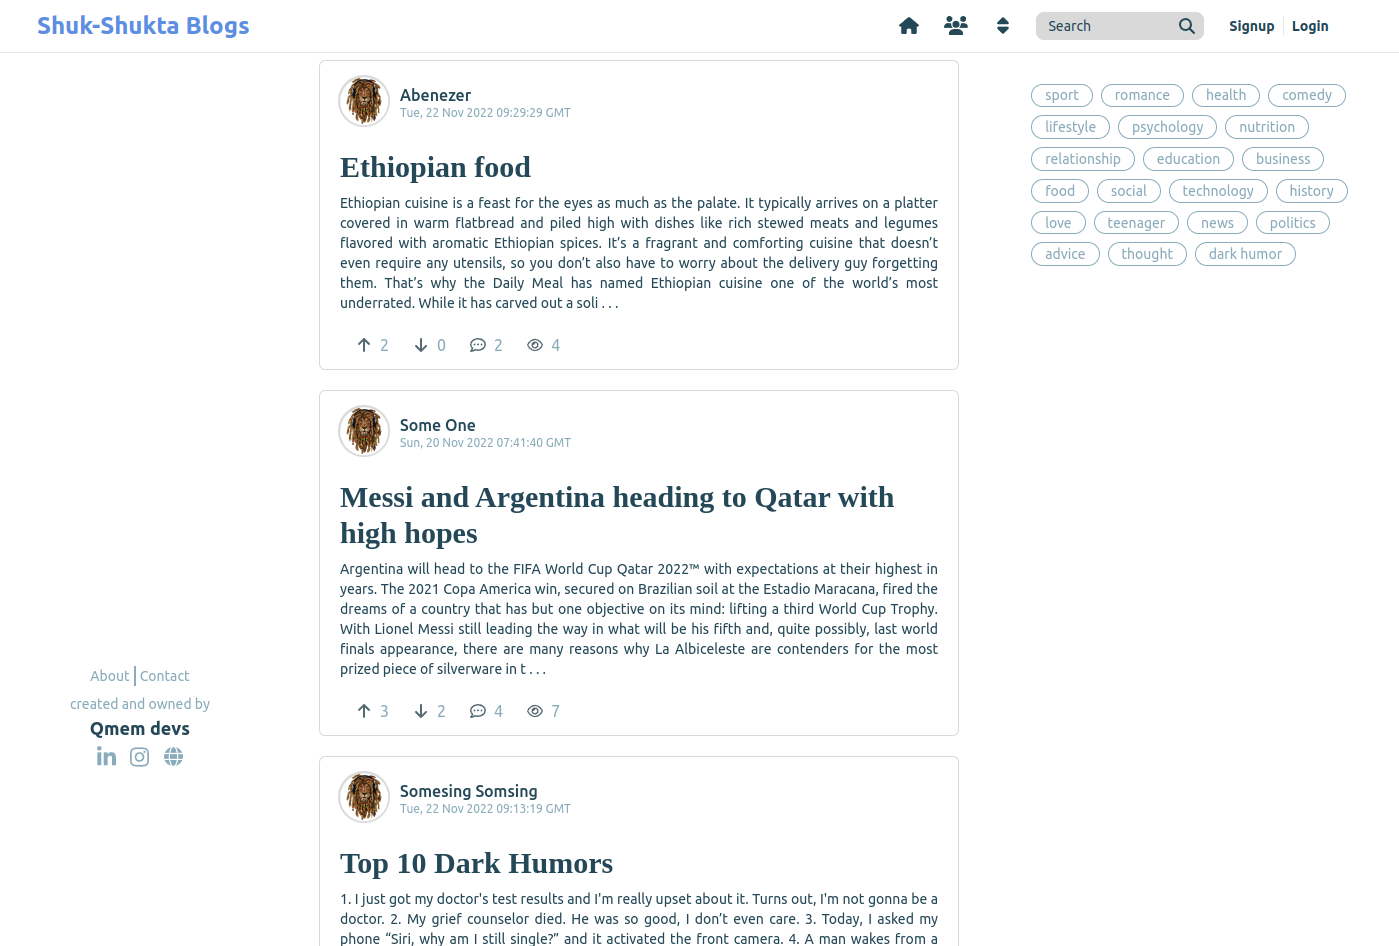 Shuk-Shukta Blogs
Search
Signup
Login
Abenezer
Tue, 22 Nov 2022 09:29:29 GMT
Ethiopian food
Ethiopian cuisine is a feast for the eyes as much as the palate. It typically arrives on a platter
covered in warm flatbread and piled high with dishes like rich stewed meats and legumes
flavored with aromatic Ethiopian spices. It’s a fragrant and comforting cuisine that doesn’t
even require any utensils, so you don’t also have to worry about the delivery guy forgetting
them. That’s why the Daily Meal has named Ethiopian cuisine one of the world’s most
underrated. While it has carved out a soli . . .
2 0 2 4
Some One
Sun, 20 Nov 2022 07:41:40 GMT
Messi and Argentina heading to Qatar with
high hopes
Argentina will head to the FIFA World Cup Qatar 2022™ with expectations at their highest in
years. The 2021 Copa America win, secured on Brazilian soil at the Estadio Maracana, fired the
dreams of a country that has but one objective on its mind: lifting a third World Cup Trophy.
With Lionel Messi still leading the way in what will be his fifth and, quite possibly, last world
finals appearance, there are many reasons why La Albiceleste are contenders for the most
prized piece of silverware in t . . .
3 2 4 7
Somesing Somsing
Tue, 22 Nov 2022 09:13:19 GMT
Top 10 Dark Humors
1. I just got my doctor's test results and I'm really upset about it. Turns out, I'm not gonna be a
doctor. 2. My grief counselor died. He was so good, I don’t even care. 3. Today, I asked my
phone “Siri, why am I still single?” and it activated the front camera. 4. A man wakes from a
sport romance health comedy
lifestyle psychology nutrition
relationship education business
food social technology history
love teenager news politics
advice thought dark humor
About | Contact
created and owned by
Qmem devs